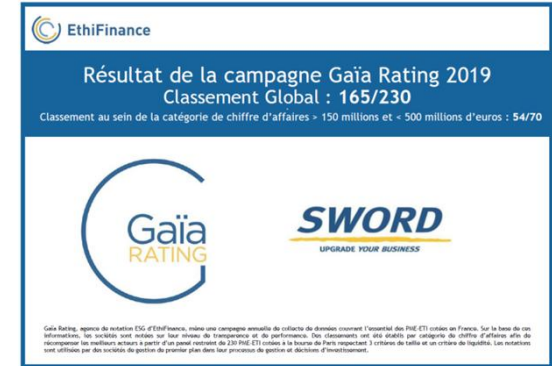 EthiFinance
Résultat de la campagne Gaïa Rating 2019
Classement Global : 165/230
Classement au sein de la catégorie de chiffre d'affaires > 150 millions et < 500 millions d'euros : 54/70
Gaïa
RATING
SWORD
UPGRADE YOUR BUSINESS
Gaïa Rating, agence de notation ESG d'EthiFinance, mène une campagne annuelle de collecte de données couvrant l'essentiel des PME-ETI cotées en France. Sur la base de ces
informations, les sociétés sont notées sur leur niveau de transparence et de performance. Des classements ont été établis par catégorie de chiffre d'affaires afin de
récompenser les meilleurs acteurs à partir d'un panel restreint de 230 PME-ETI cotées à la bourse de Paris respectant 3 critères de taille et un critère de liquidité. Les notations
sont utilisées par des sociétés de gestion de premier plan dans leur processus de gestion et décisions d'investissement.